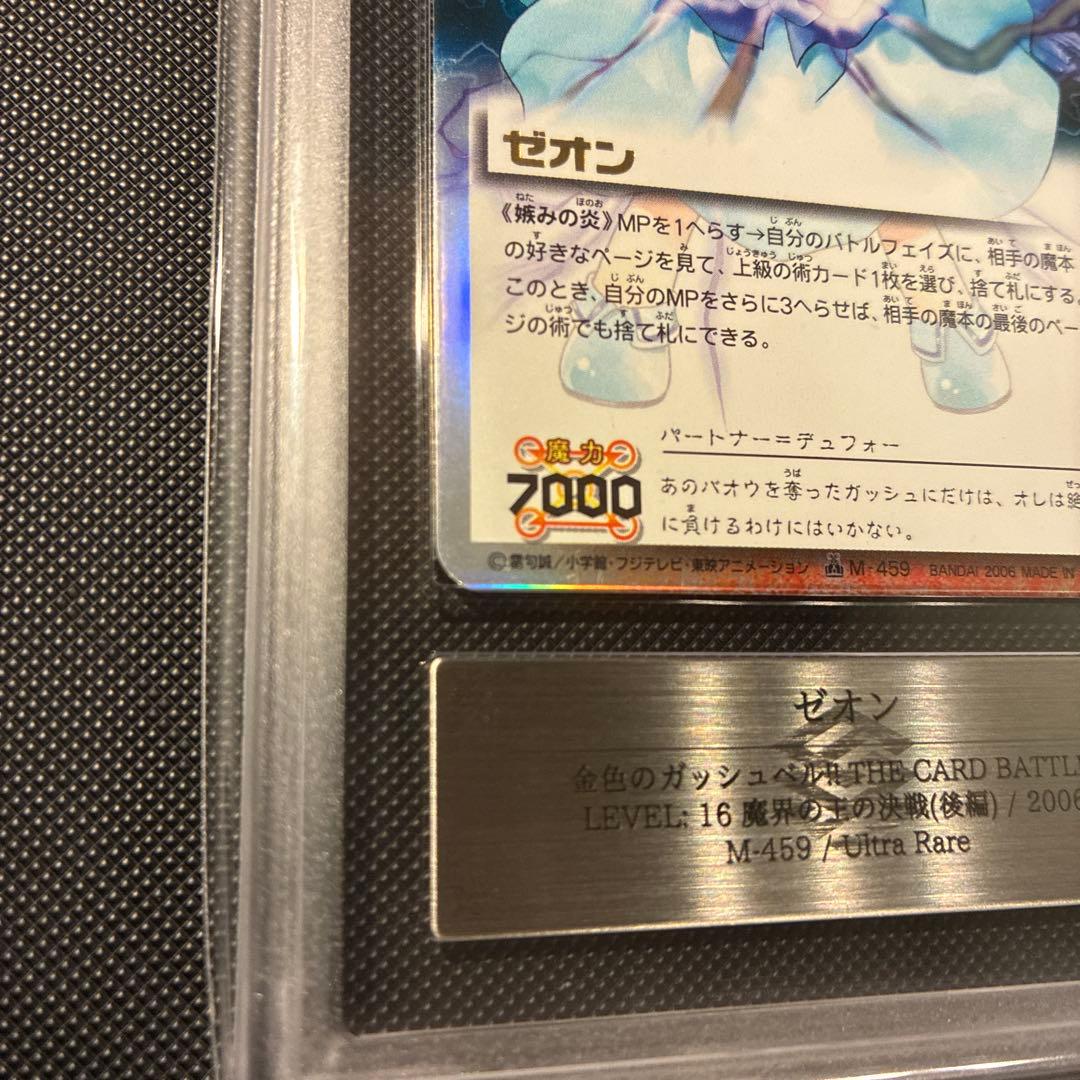 ゼオン
《嫉みの炎》MPを1へらす→自分のバトルフェイズに、相手の魔本
の好きなページを見て、上級の術カード1枚を選び、捨て札にする。
このとき、自分のMPをさらに3へらせば、相手の魔本の最後のペー
ジの術でも捨て札にできる。
魔力
7000
パートナー=デュフォー
あのバオウを奪ったガッシュにだけは、オレは絶
に負けるわけにはいかない。
©雷句誠/小学館・フジテレビ・東映アニメーション M-459 BANDAI 2006 MADE IN
ゼオン
金色のガッシュベル!! THE CARD BATTLE
LEVEL: 16 魔界の王の決戦(後編) / 2006
M-459 / Ultra Rare